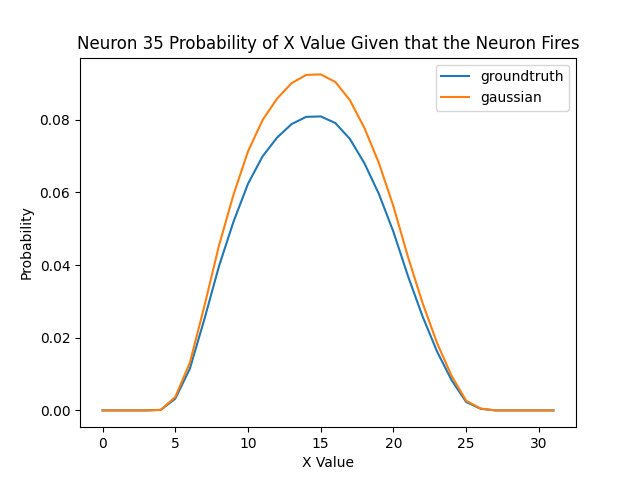 Neuron 35 Probability of X Value Given that the Neuron Fires
groundtruth
gaussian
Probability
0.08
0.06
0.04
0.02
0.00
0 5 10 15 20 25 30
X Value